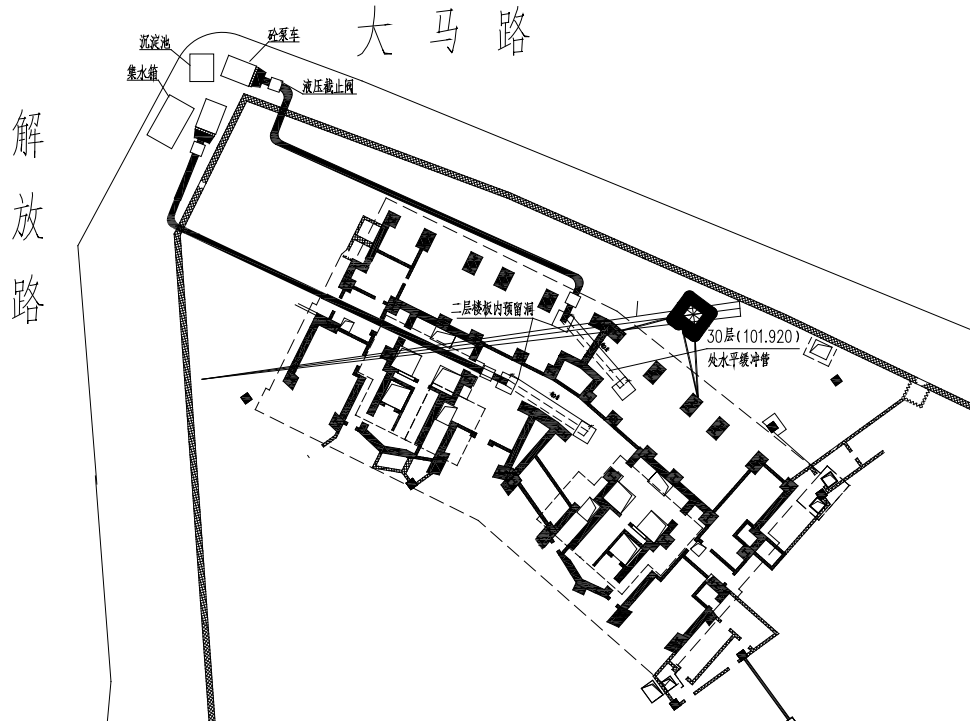 大马路
沉淀池
砼泵车
集水箱
液压截止阀
解放路
二层楼板内预留洞
30层(101.920)
处水平缓冲管